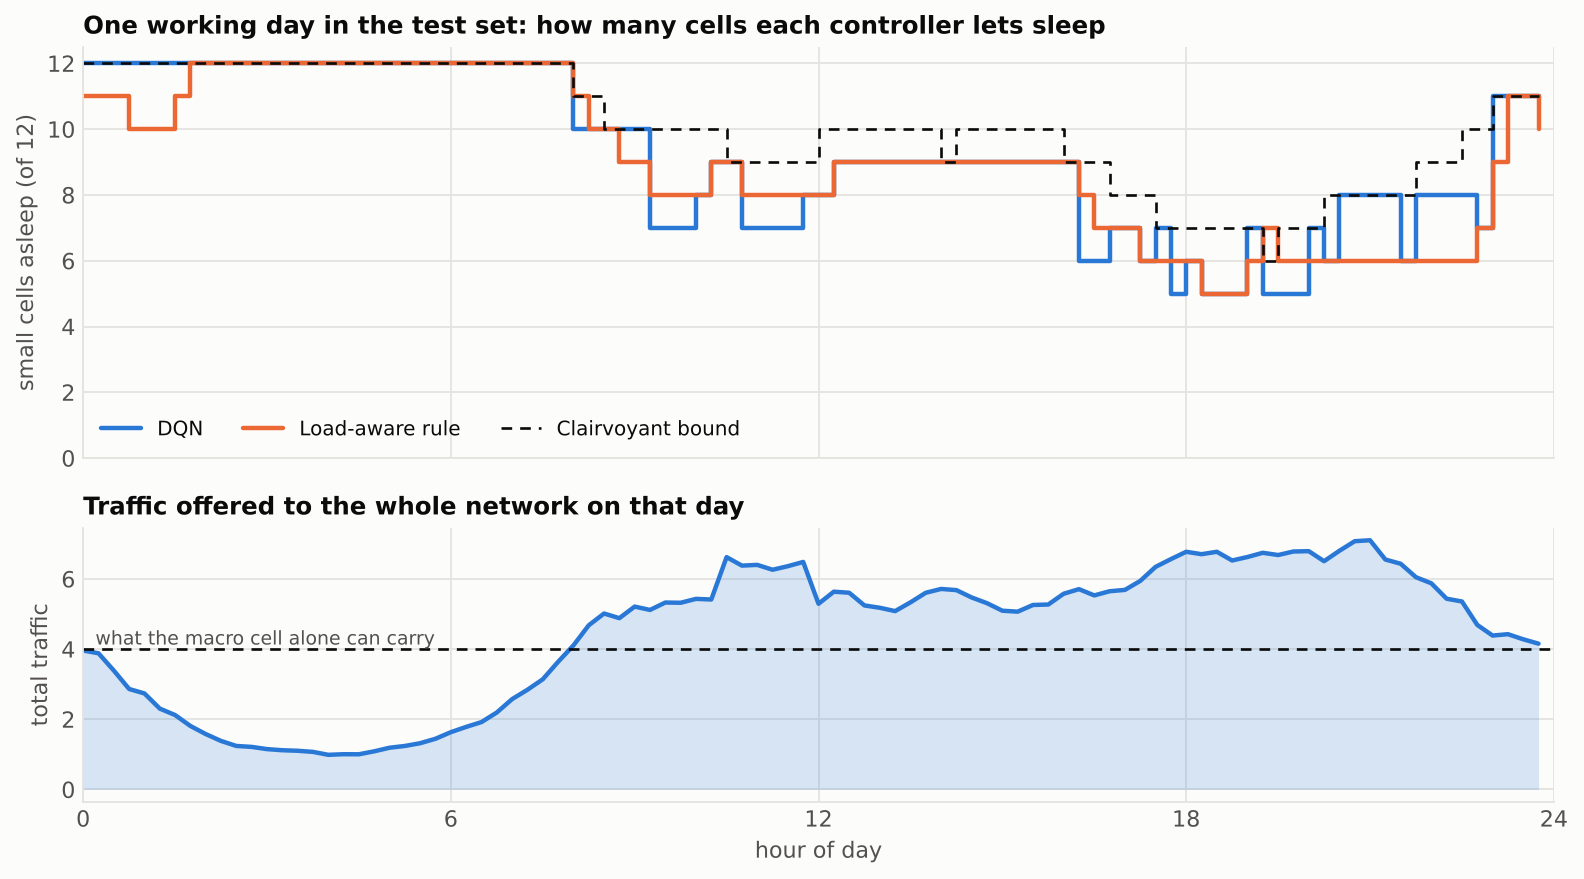 One working day in the test set: how many cells each controller lets sleep
small cells asleep (of 12)
12
10
8
6
4
2
0
DQN
Load-aware rule
Clairvoyant bound
Traffic offered to the whole network on that day
total traffic
6
4
2
0
what the macro cell alone can carry
0
6
12
18
24
hour of day